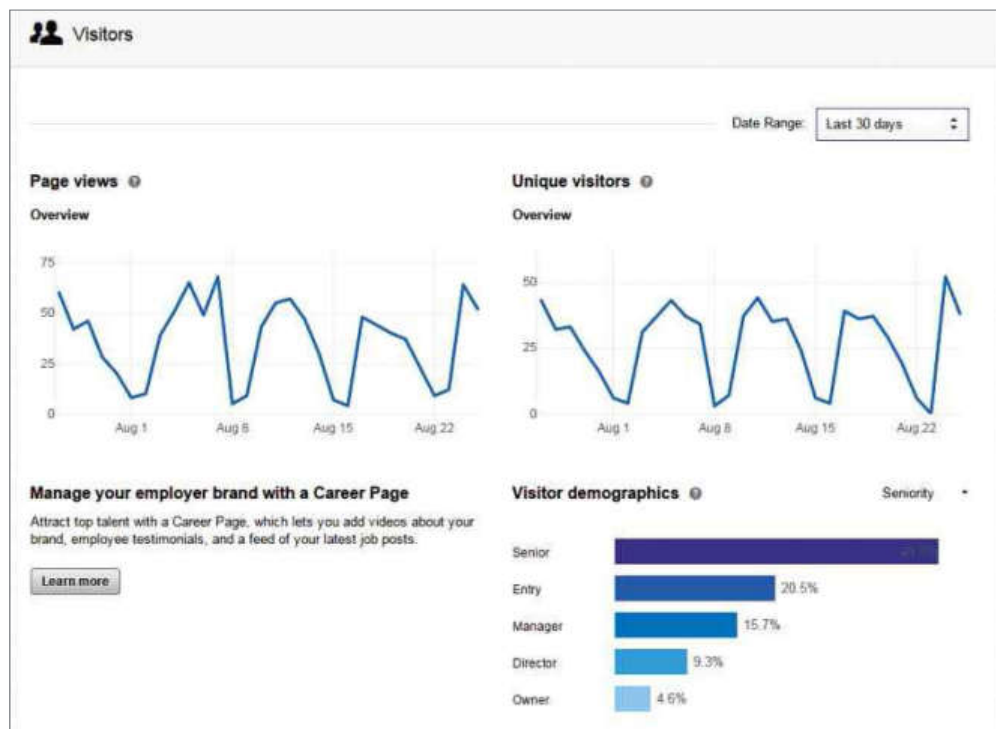 Visitors
Date Range: Last 30 days
Page views
Overview
75
50
25
0
Aug 1
Aug 8
Aug 15
Aug 22
Unique visitors
Overview
50
25
0
Aug 1
Aug 8
Aug 15
Aug 22
Manage your employer brand with a Career Page
Attract top talent with a Career Page, which lets you add videos about your
brand, employee testimonials, and a feed of your latest job posts.
Learn more
Visitor demographics
Seniority
Senior
Entry
20.5%
Manager
15.7%
Director
9.3%
Owner
4.6%